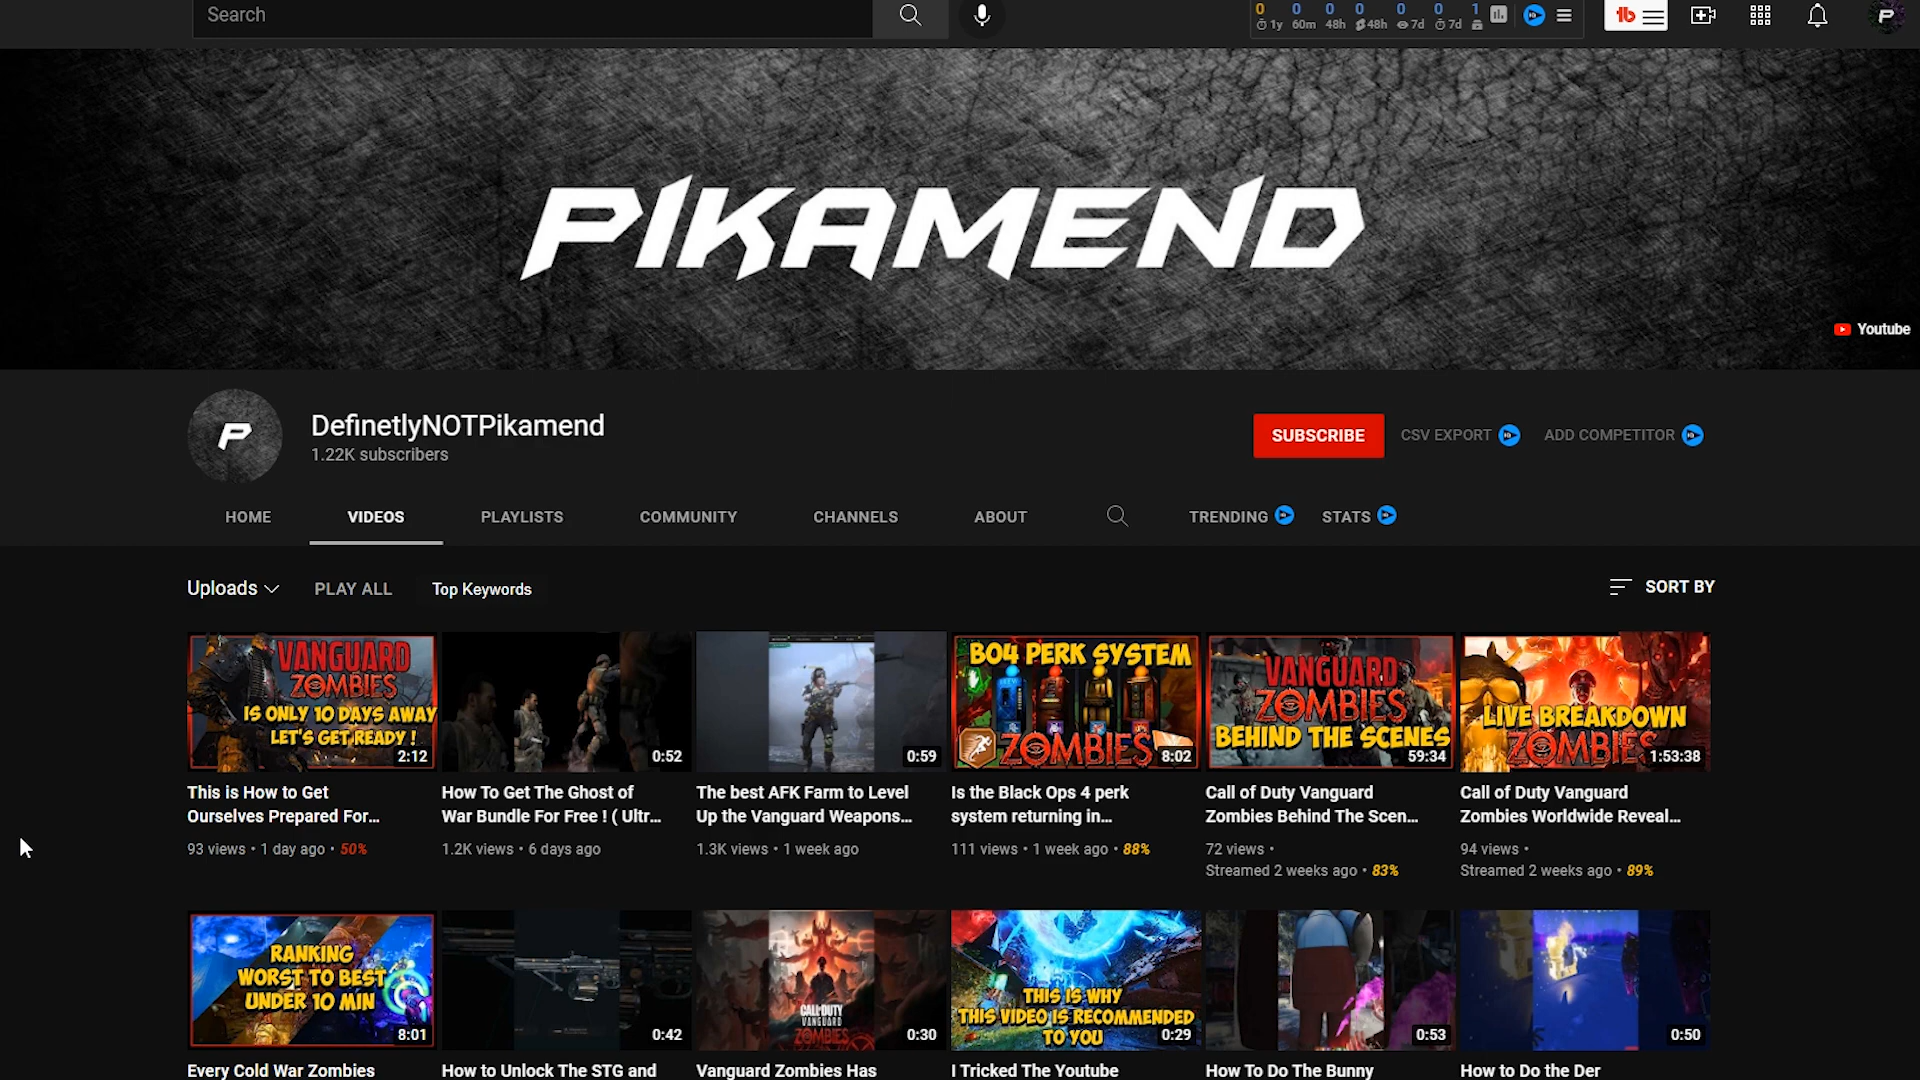 Search
0 0 0 0 0 0 1
1y 60m 48h 48h 7d 7d
PIKAMEND
Youtube
P
DefinetlyNOTPikamend
1.22K subscribers
SUBSCRIBE
CSV EXPORT
ADD COMPETITOR
HOME
VIDEOS
PLAYLISTS
COMMUNITY
CHANNELS
ABOUT
TRENDING
STATS
Uploads
PLAY ALL
Top Keywords
SORT BY
VANGUARD
ZOMBIES
IS ONLY 10 DAYS AWAY
LET'S GET READY !
2:12
This is How to Get
Ourselves Prepared For...
93 views • 1 day ago • 50%
0:52
How To Get The Ghost of
War Bundle For Free ! ( Ultr...
1.2K views • 6 days ago
0:59
The best AFK Farm to Level
Up the Vanguard Weapons...
1.3K views • 1 week ago
BO4 PERK SYSTEM
ZOMBIES
8:02
Is the Black Ops 4 perk
system returning in...
111 views • 1 week ago • 88%
VANGUARD
ZOMBIES
BEHIND THE SCENES
59:34
Call of Duty Vanguard
Zombies Behind The Scen...
72 views •
Streamed 2 weeks ago • 83%
LIVE BREAKDOWN
ZOMBIES
1:53:38
Call of Duty Vanguard
Zombies Worldwide Reveal...
94 views •
Streamed 2 weeks ago • 89%
RANKING
WORST TO BEST
UNDER 10 MIN
8:01
Every Cold War Zombies
0:42
How to Unlock The STG and
CALL OF DUTY
VANGUARD
ZOMBIES
0:30
Vanguard Zombies Has
THIS IS WHY
THIS VIDEO IS RECOMMENDED
TO YOU
0:29
I Tricked The Youtube
0:53
How To Do The Bunny
0:50
How to Do the Der